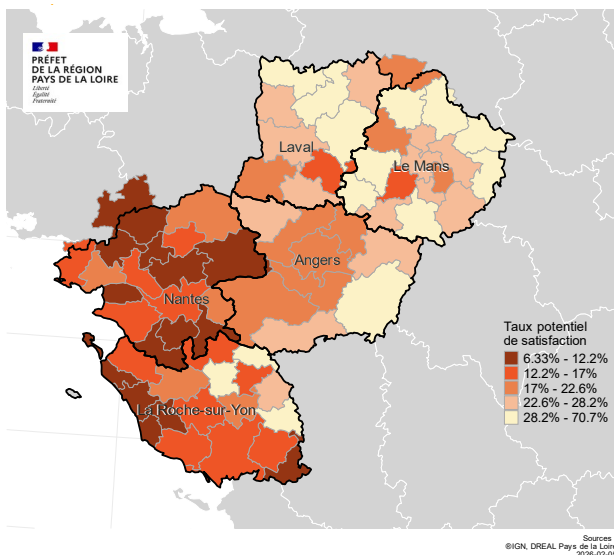 PRÉFET
DE LA RÉGION
PAYS DE LA LOIRE
Liberté
Égalité
Fraternité
Laval
Le Mans
Angers
Nantes
La Roche-sur-Yon
Taux potentiel
de satisfaction
6.33% - 12.2%
12.2% - 17%
17% - 22.6%
22.6% - 28.2%
28.2% - 70.7%
Sources
©IGN, DREAL Pays de la Loire